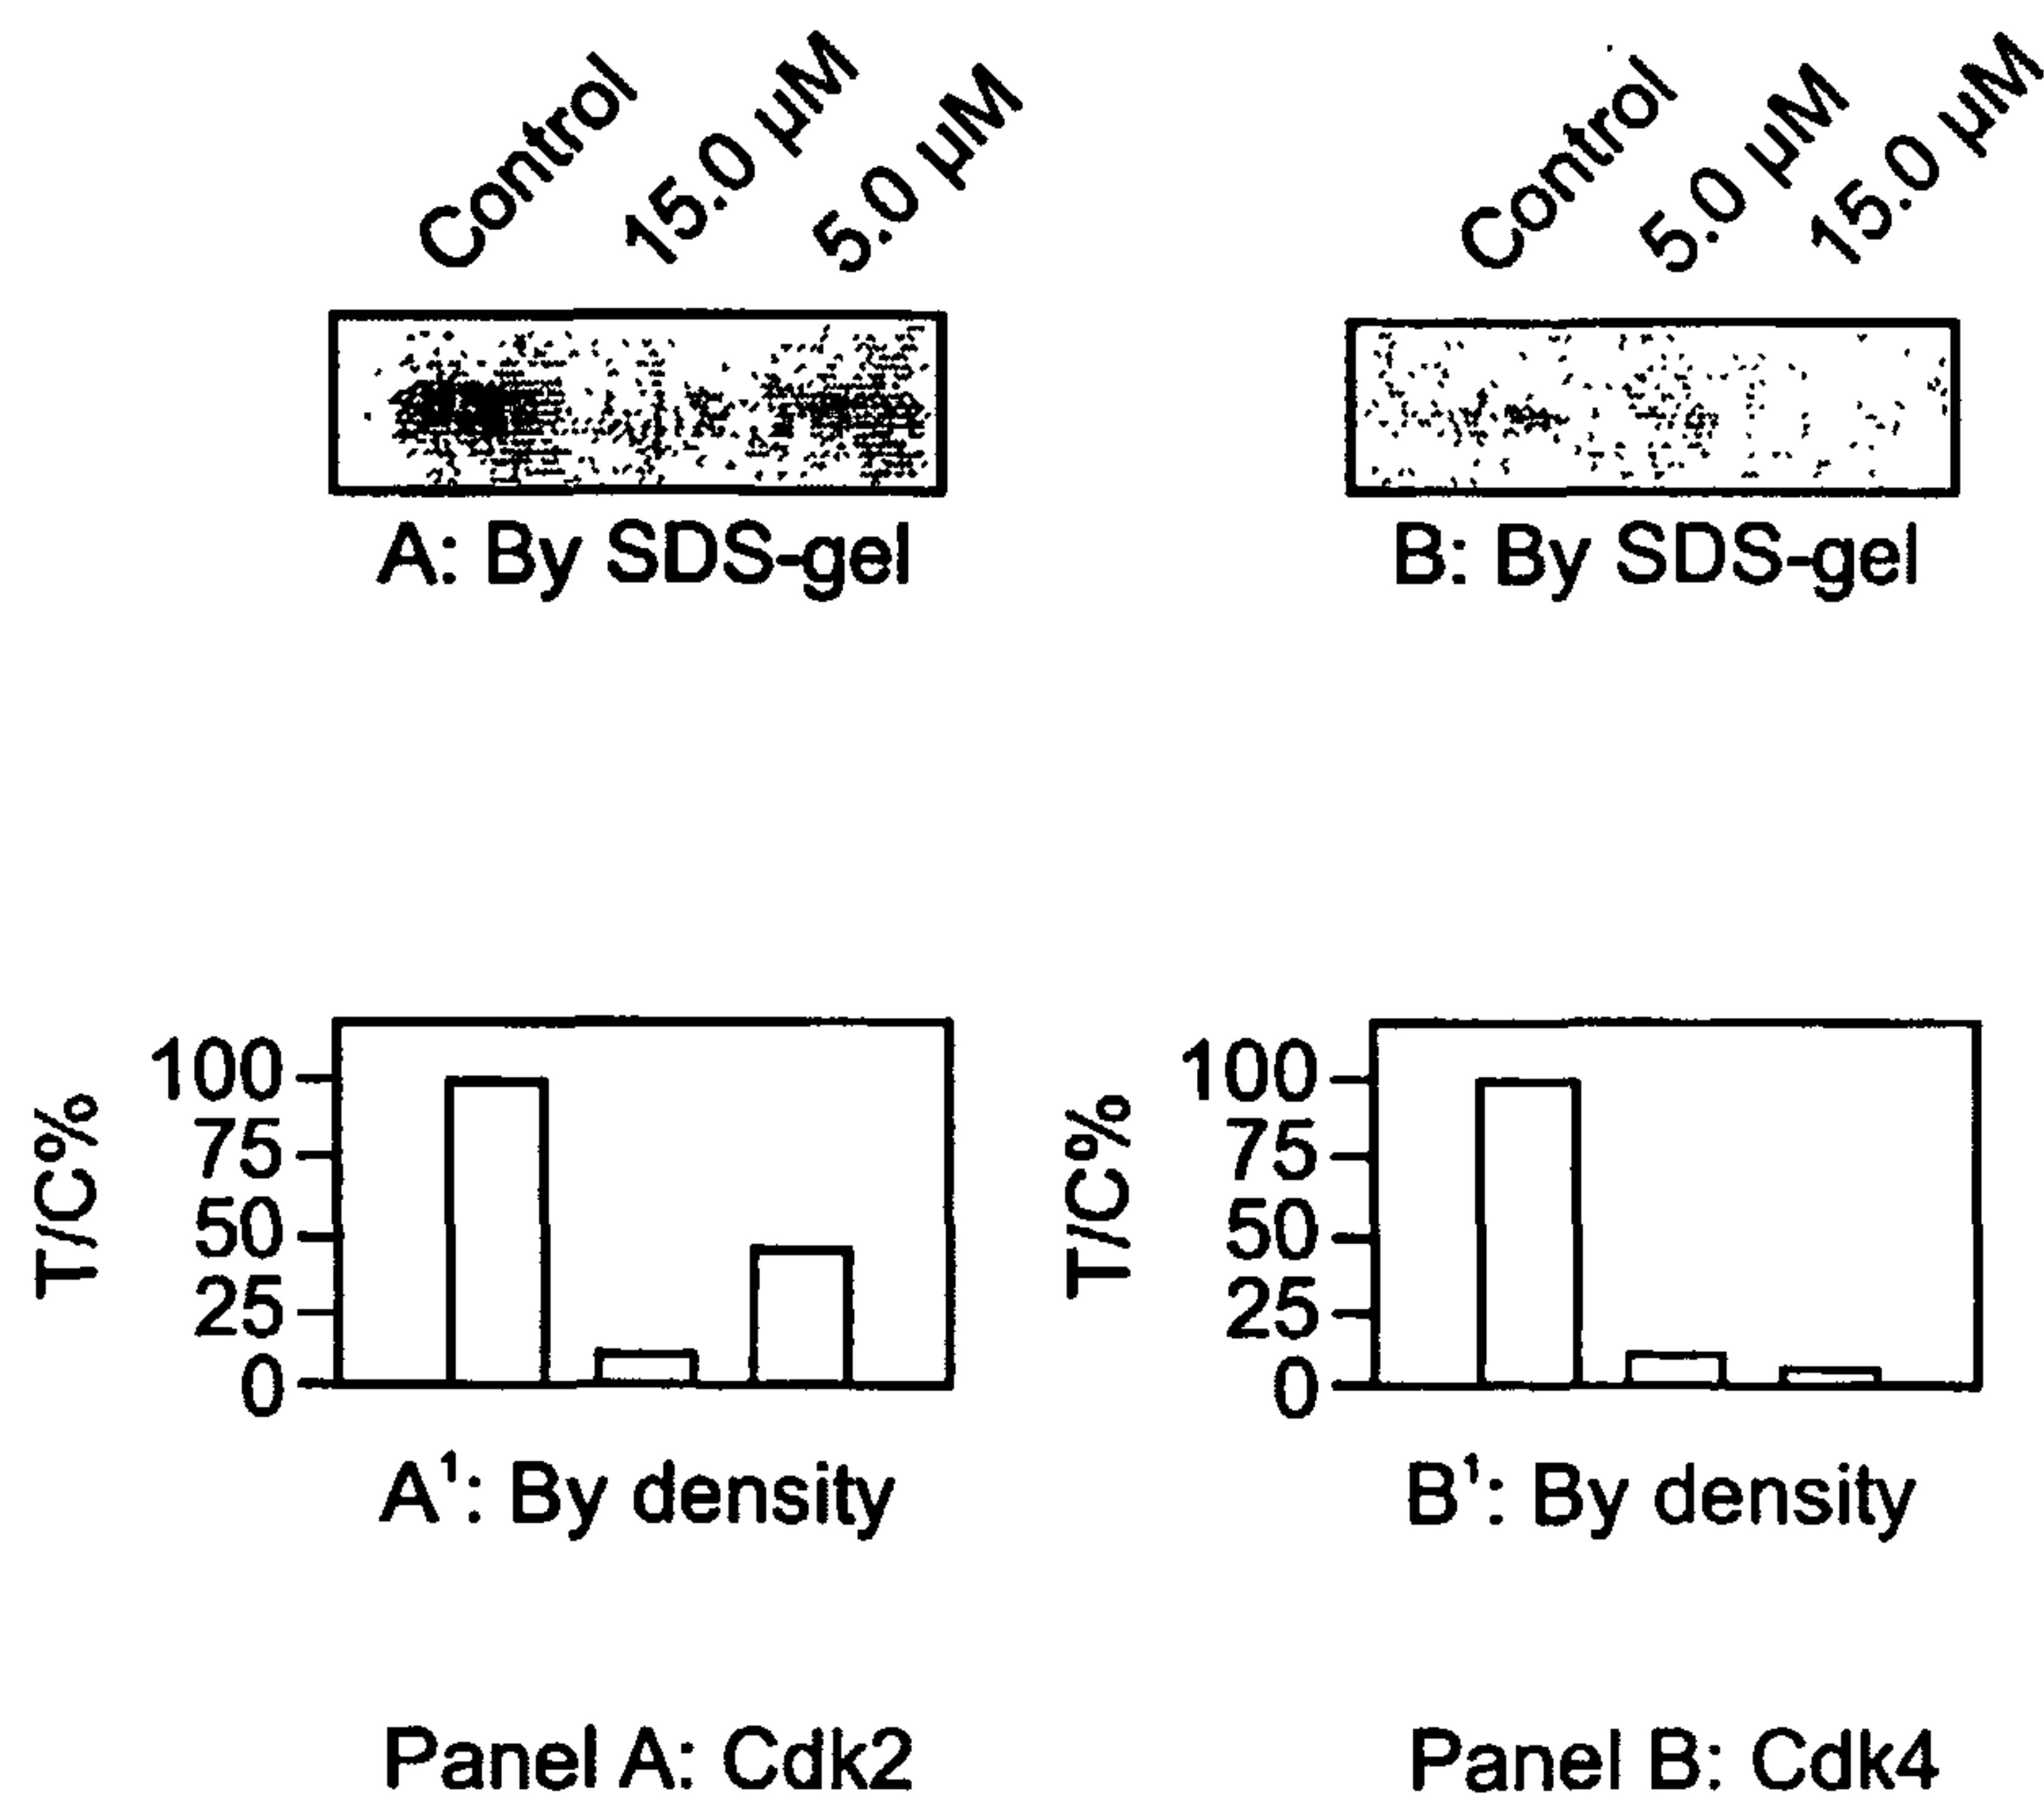 Control 15.0 µM 5.0 µM
Control 5.0 µM 15.0 µM
A: By SDS-gel
B: By SDS-gel
T/C%
100
75
50
25
0
T/C%
100
75
50
25
0
A¹: By density
B¹: By density
Panel A: Cdk2
Panel B: Cdk4